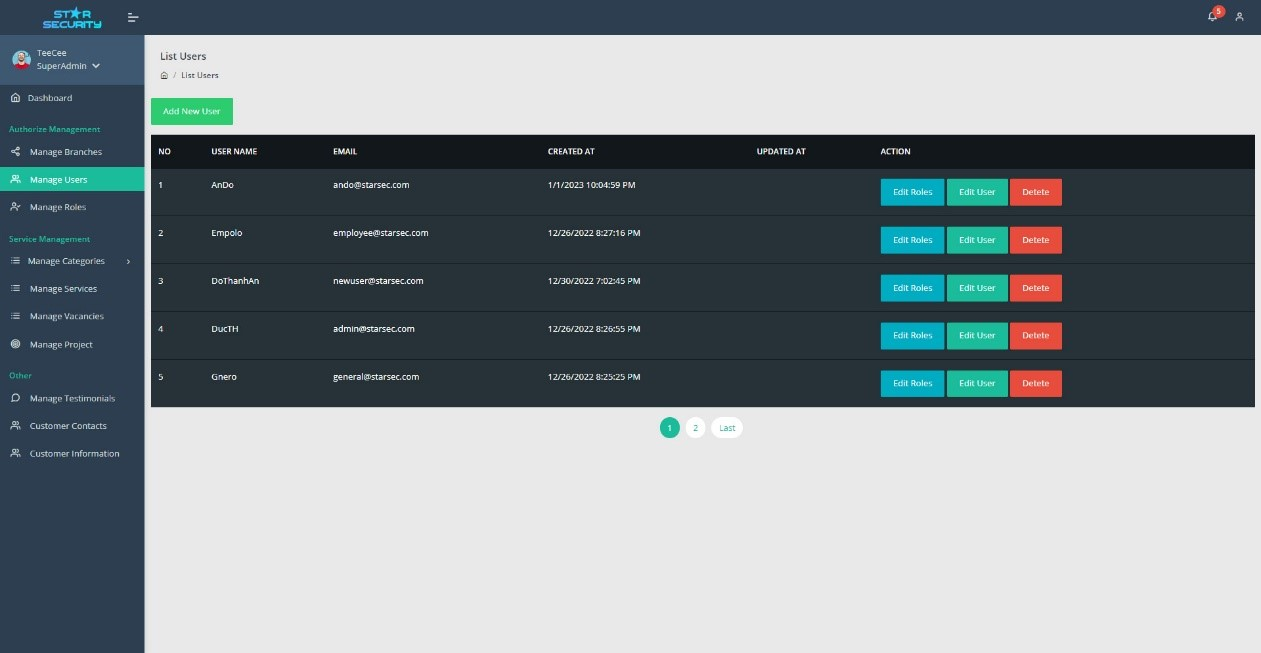 STAR
SECURITY
5
TeeCee
SuperAdmin
Dashboard
Authorize Management
Manage Branches
Manage Users
Manage Roles
Service Management
Manage Categories
Manage Services
Manage Vacancies
Manage Project
Other
Manage Testimonials
Customer Contacts
Customer Information
List Users
/ List Users
Add New User
NO USER NAME EMAIL CREATED AT UPDATED AT ACTION
1 AnDo ando@starsec.com 1/1/2023 10:04:59 PM Edit Roles Edit User Delete
2 Empolo employee@starsec.com 12/26/2022 8:27:16 PM Edit Roles Edit User Delete
3 DoThanhAn newuser@starsec.com 12/30/2022 7:02:45 PM Edit Roles Edit User Delete
4 DucTH admin@starsec.com 12/26/2022 8:26:55 PM Edit Roles Edit User Delete
5 Gnero general@starsec.com 12/26/2022 8:25:25 PM Edit Roles Edit User Delete
1 2 Last